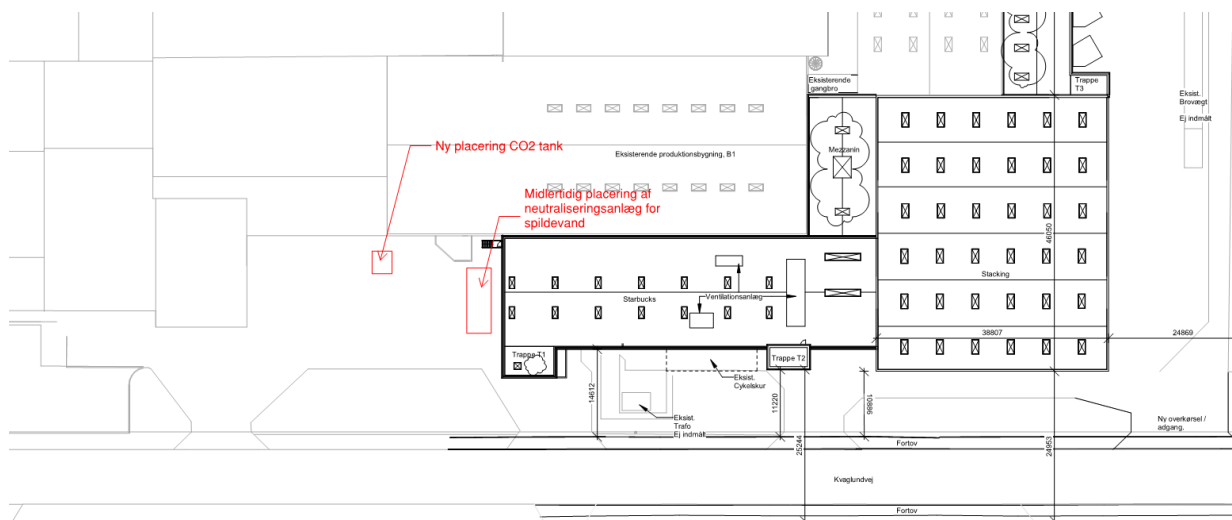 Eksisterende
gangbro
Trappe
T3
Eksist.
Brovægt
Ej indmålt
Ny placering CO2 tank
Eksisterende produktionsbygning, B1
Mezzanin
Midlertidig placering af
neutraliseringsanlæg for
spildevand
46050
Stacking
Starbucks
Ventilationsanlæg
38807
24869
Trappe T1
Trappe T2
Eksist.
Cykelskur
14612
11220
10886
Eksist.
Trafo
Ej indmålt
Ny overkørsel /
adgang.
25244
24953
Fortov
Kvaglundvej
Fortov